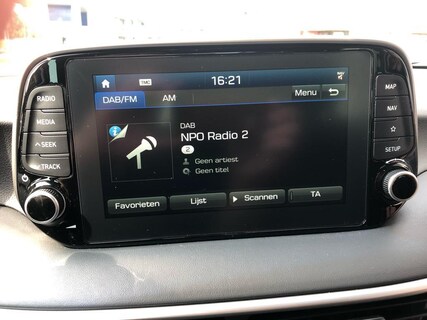 TMC 16:21
DAB/FM AM Menu
DAB
NPO Radio 2
2
Geen artiest
Geen titel
Favorieten Lijst Scannen TA
RADIO
MEDIA
SEEK
TRACK
MAP
NAV
SETUP